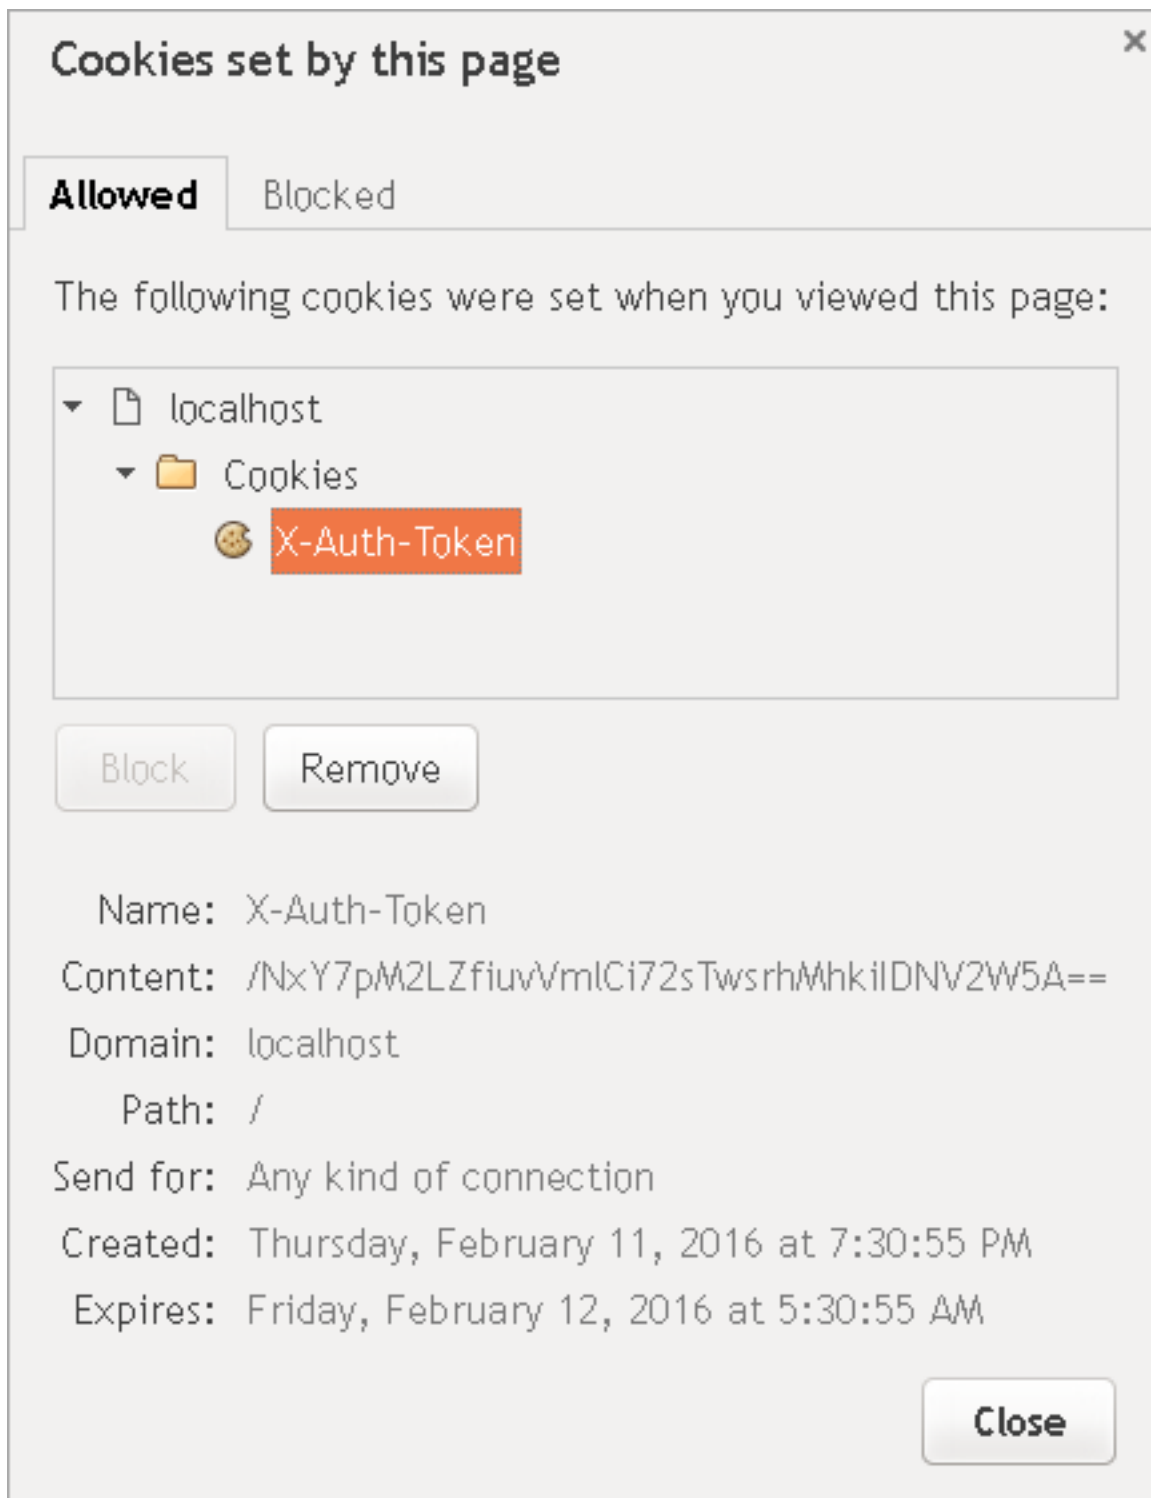 Cookies set by this page
Allowed Blocked
The following cookies were set when you viewed this page:
localhost
Cookies
X-Auth-Token
Block Remove
Name: X-Auth-Token
Content: /NxY7pM2LZfiuvVmlCi72sTwsrhMhkilDNV2W5A==
Domain: localhost
Path: /
Send for: Any kind of connection
Created: Thursday, February 11, 2016 at 7:30:55 PM
Expires: Friday, February 12, 2016 at 5:30:55 AM
Close